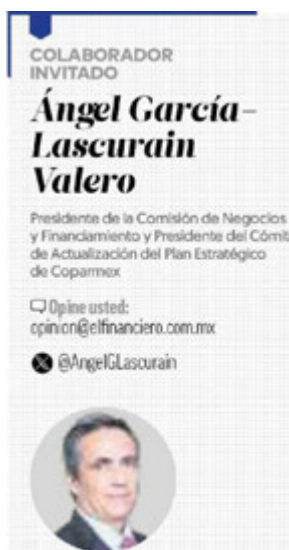 COLABORADOR
INVITADO
Ángel García-
Lascurain
Valero
Presidente de la Comisión de Negocios
y Financiamiento y Presidente del Cómit
de Actualización del Plan Estratégico
de Coparmex
Opine usted:
opinion@elfinanciero.com.mx
@AngelGLascurain